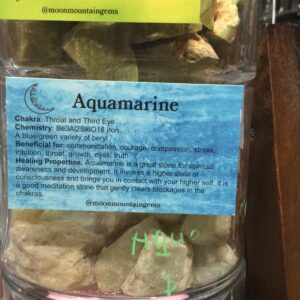 @moonmountaingems
Aquamarine
Chakra: Throat and Third Eye
Chemistry: Be3Al2Si6O18 Iron
A blue/green variety of beryl
Beneficial for: communication, courage, compassion, stress,
intuition, throat, growth, eyes, truth
Healing Properties: Aquamarine is a great stone for spiritual
awareness and development. It invokes a higher state of
consciousness and brings you in contact with your higher self. It is
a good meditation stone that gently clears blockages in the
chakras.
@moonmountaingems